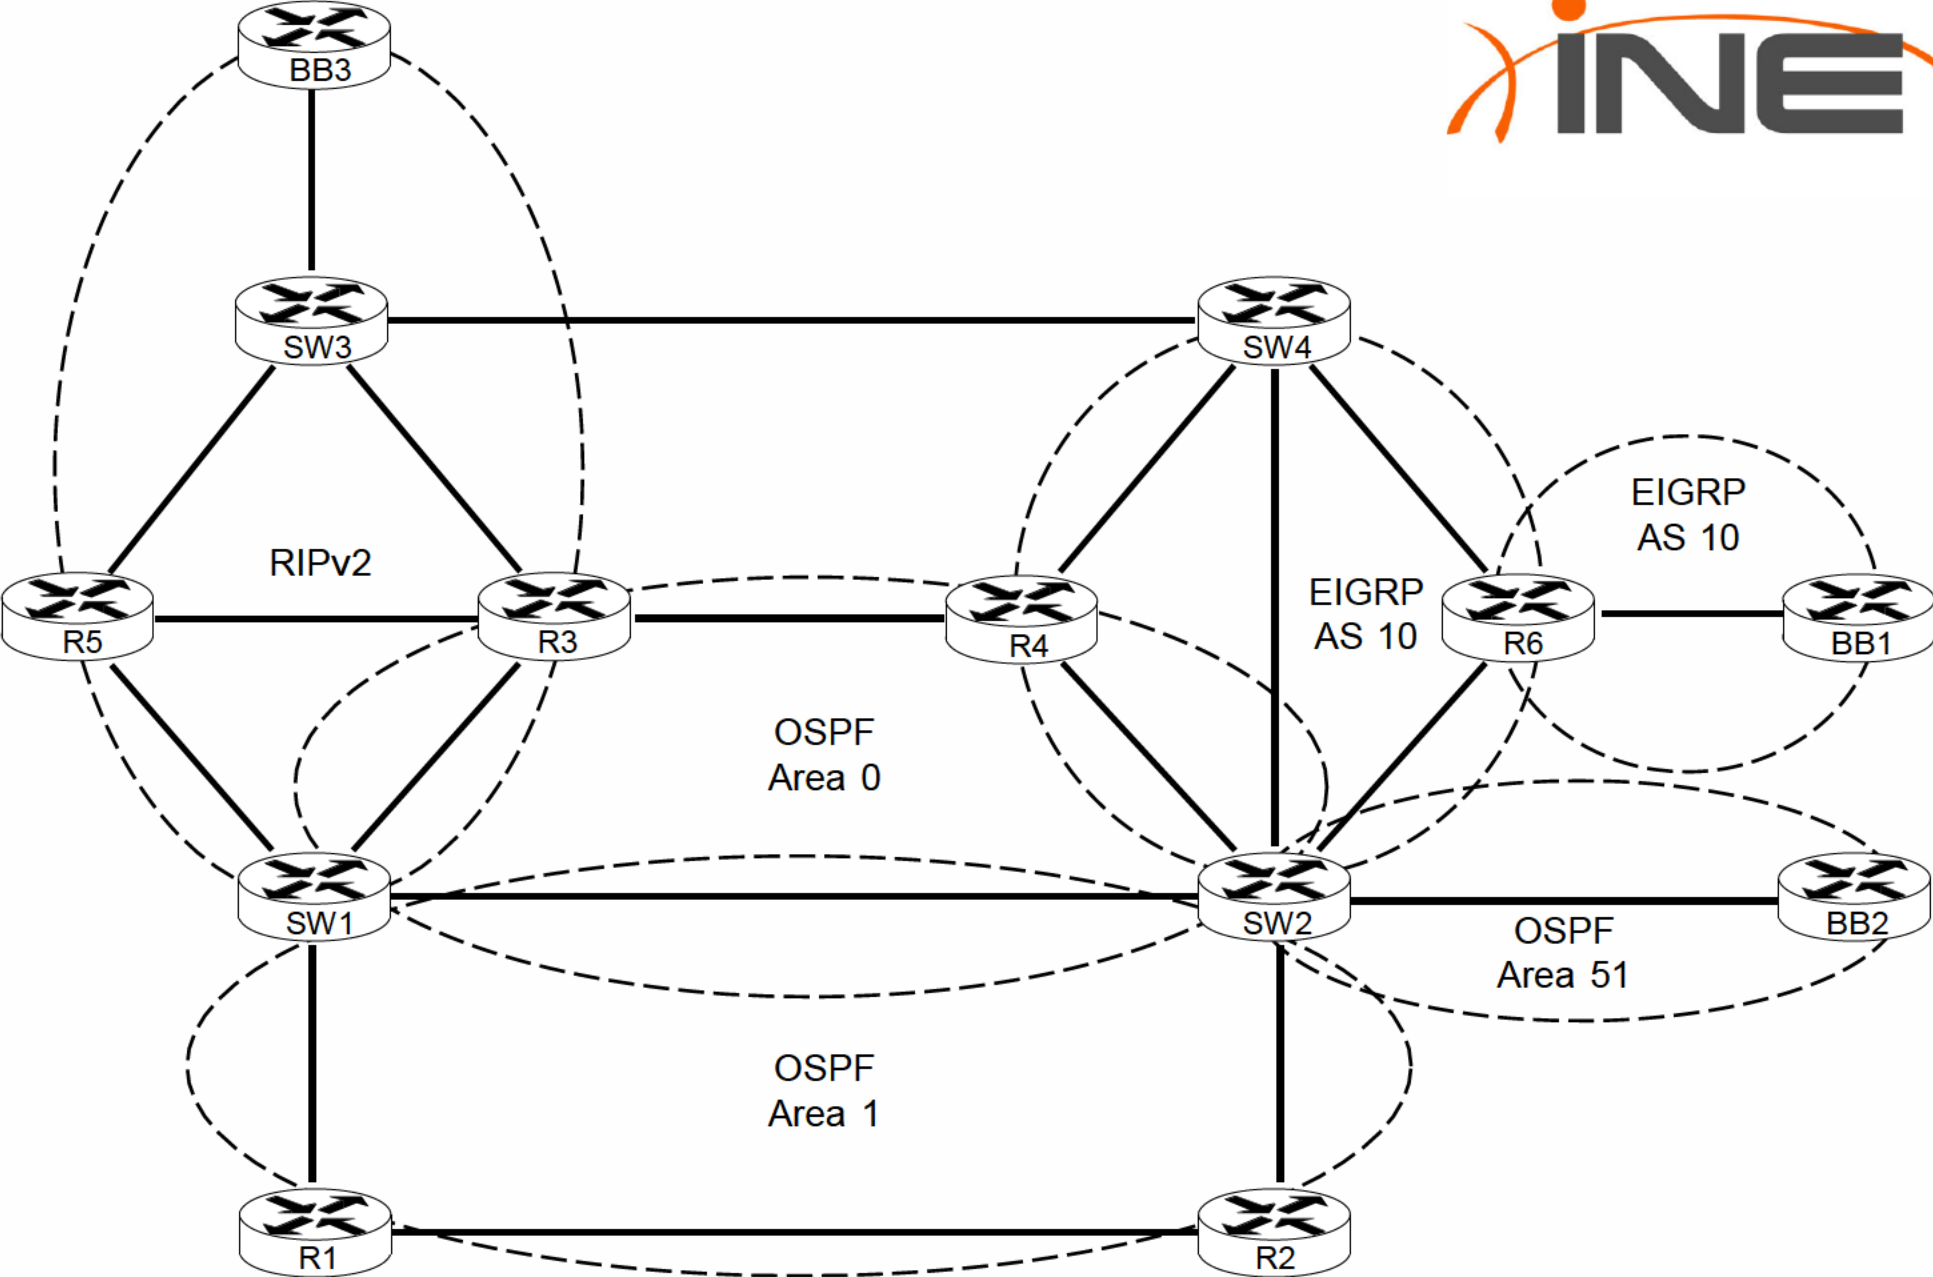 BB3
iNE
SW3
SW4
EIGRP
AS 10
RIPv2
EIGRP
AS 10
R5
R3
R4
R6
BB1
OSPF
Area 0
SW1
SW2
BB2
OSPF
Area 51
OSPF
Area 1
R1
R2